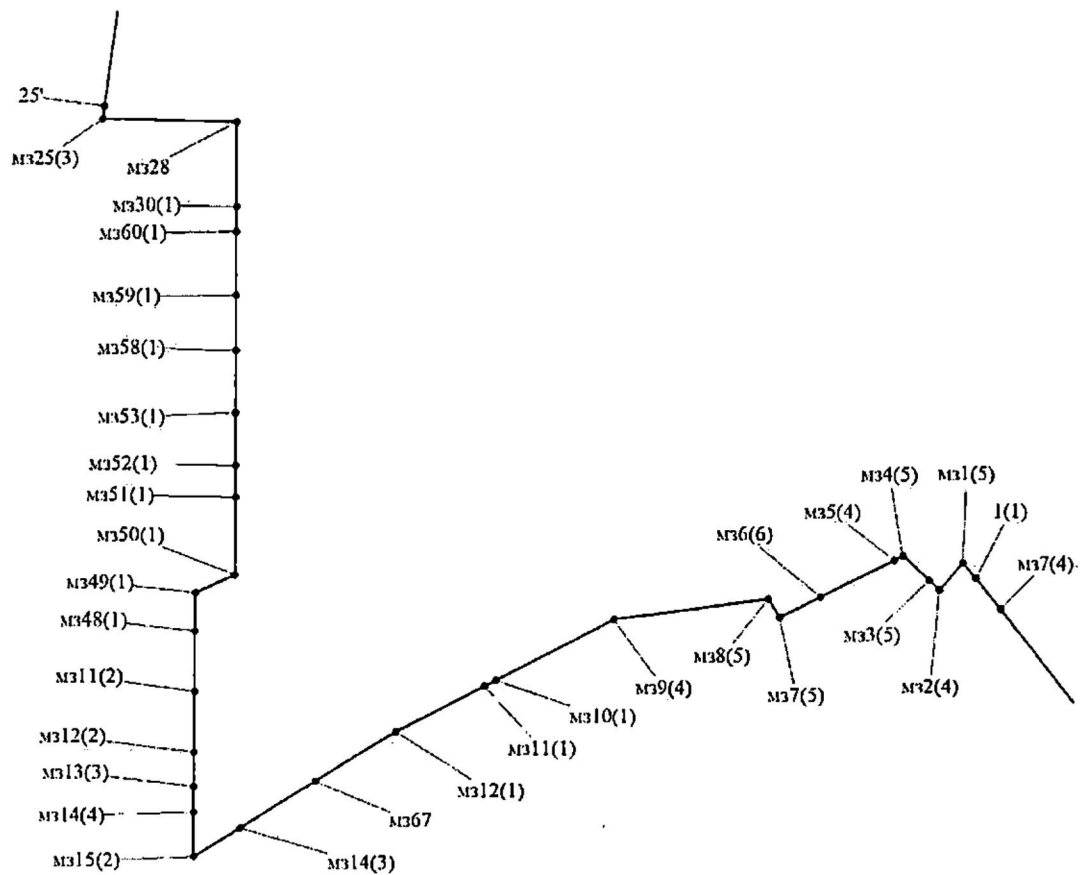 25'
мз25(3)
мз28
мз30(1)
мз60(1)
мз59(1)
мз58(1)
мз53(1)
мз52(1)
мз51(1)
мз50(1)
мз49(1)
мз48(1)
мз11(2)
мз12(2)
мз13(3)
мз14(4)
мз15(2)
мз14(3)
мз67
мз12(1)
мз11(1)
мз10(1)
мз9(4)
мз8(5)
мз7(5)
мз6(6)
мз5(4)
мз4(5)
мз3(5)
мз2(4)
мз1(5)
1(1)
мз7(4)